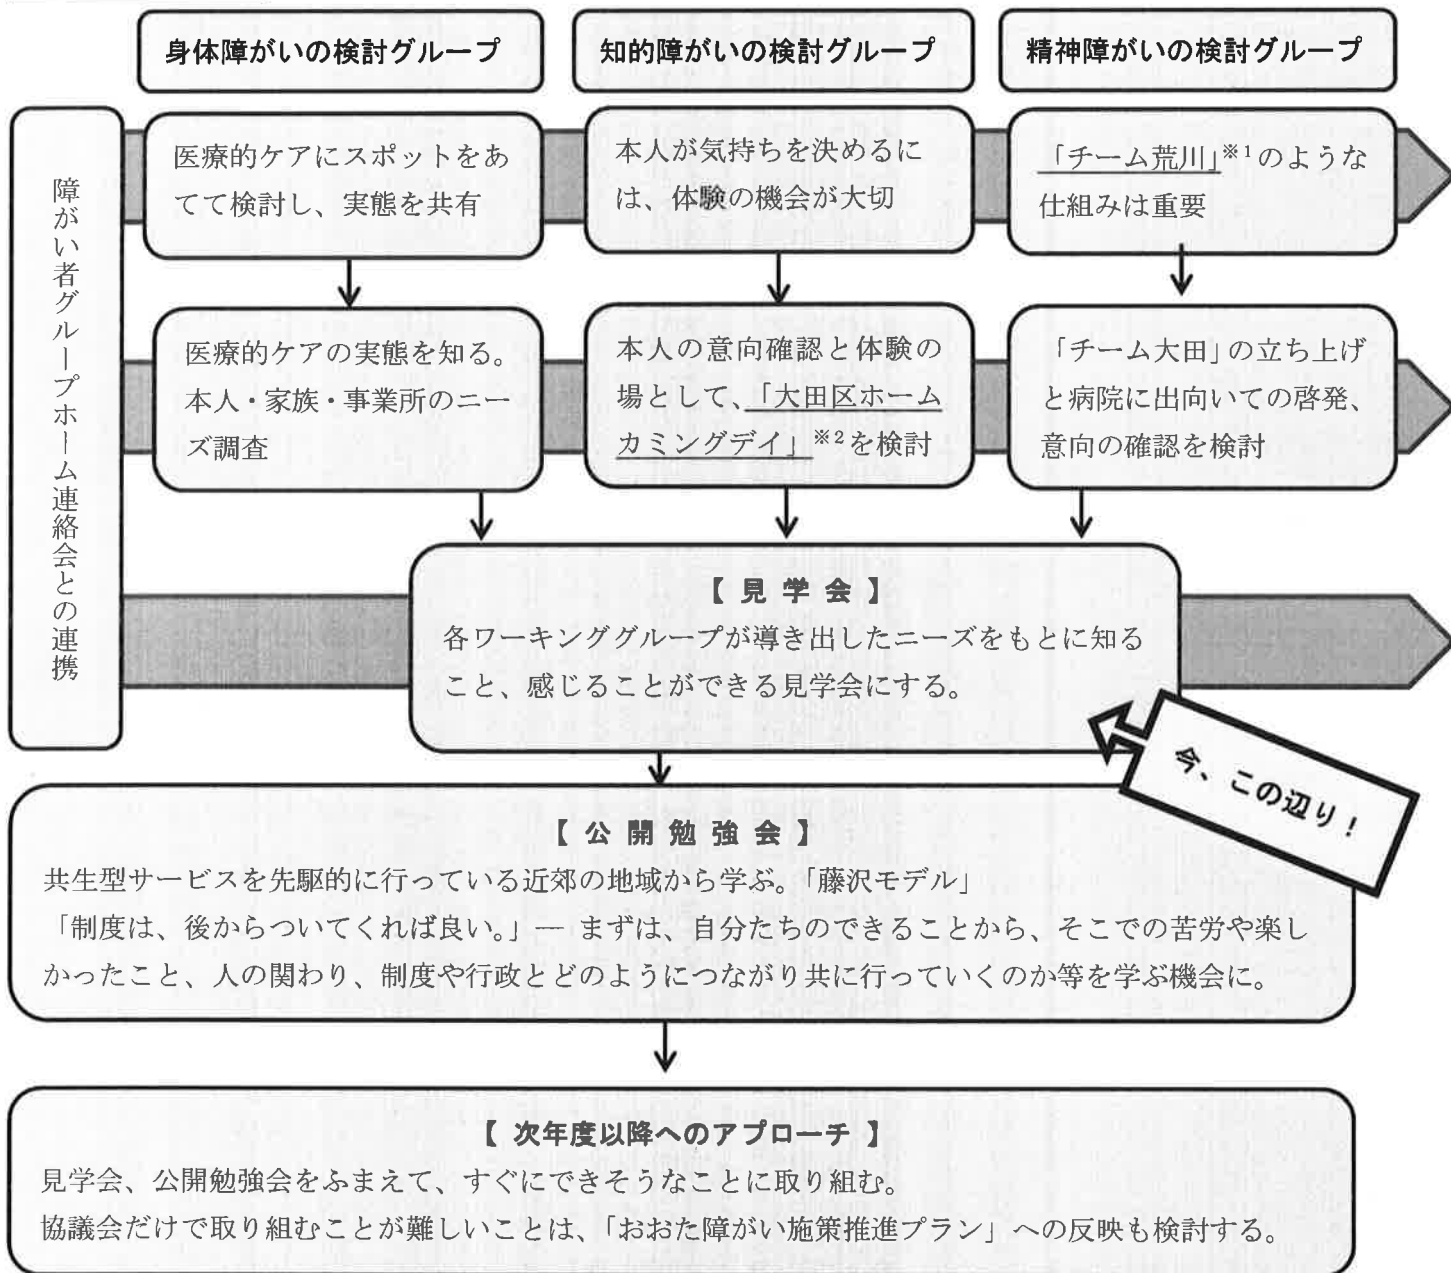 身体障がいの検討グループ
知的障がいの検討グループ
精神障がいの検討グループ
障がい者グループホーム連絡会との連携
医療的ケアにスポットをあ
てて検討し、実態を共有
本人が気持ちを決めるに
は、体験の機会が大切
「チーム荒川」※1のような
仕組みは重要
医療的ケアの実態を知る。
本人・家族・事業所のニー
ズ調査
本人の意向確認と体験の
場として、「大田区ホーム
カミングデイ」※2を検討
「チーム大田」の立ち上げ
と病院に出向いての啓発、
意向の確認を検討
【 見 学 会 】
各ワーキンググループが導き出したニーズをもとに知る
こと、感じることができる見学会にする。
今、この辺り！
【 公 開 勉 強 会 】
共生型サービスを先駆的に行っている近郊の地域から学ぶ。「藤沢モデル」
「制度は、後からついてくれば良い。」― まずは、自分たちのできることから、そこでの苦労や楽し
かったこと、人の関わり、制度や行政とどのようにつながり共に行っていくのか等を学ぶ機会に。
【 次年度以降へのアプローチ 】
見学会、公開勉強会をふまえて、すぐにできそうなことに取り組む。
協議会だけで取り組むことが難しいことは、「おおた障がい施策推進プラン」への反映も検討する。